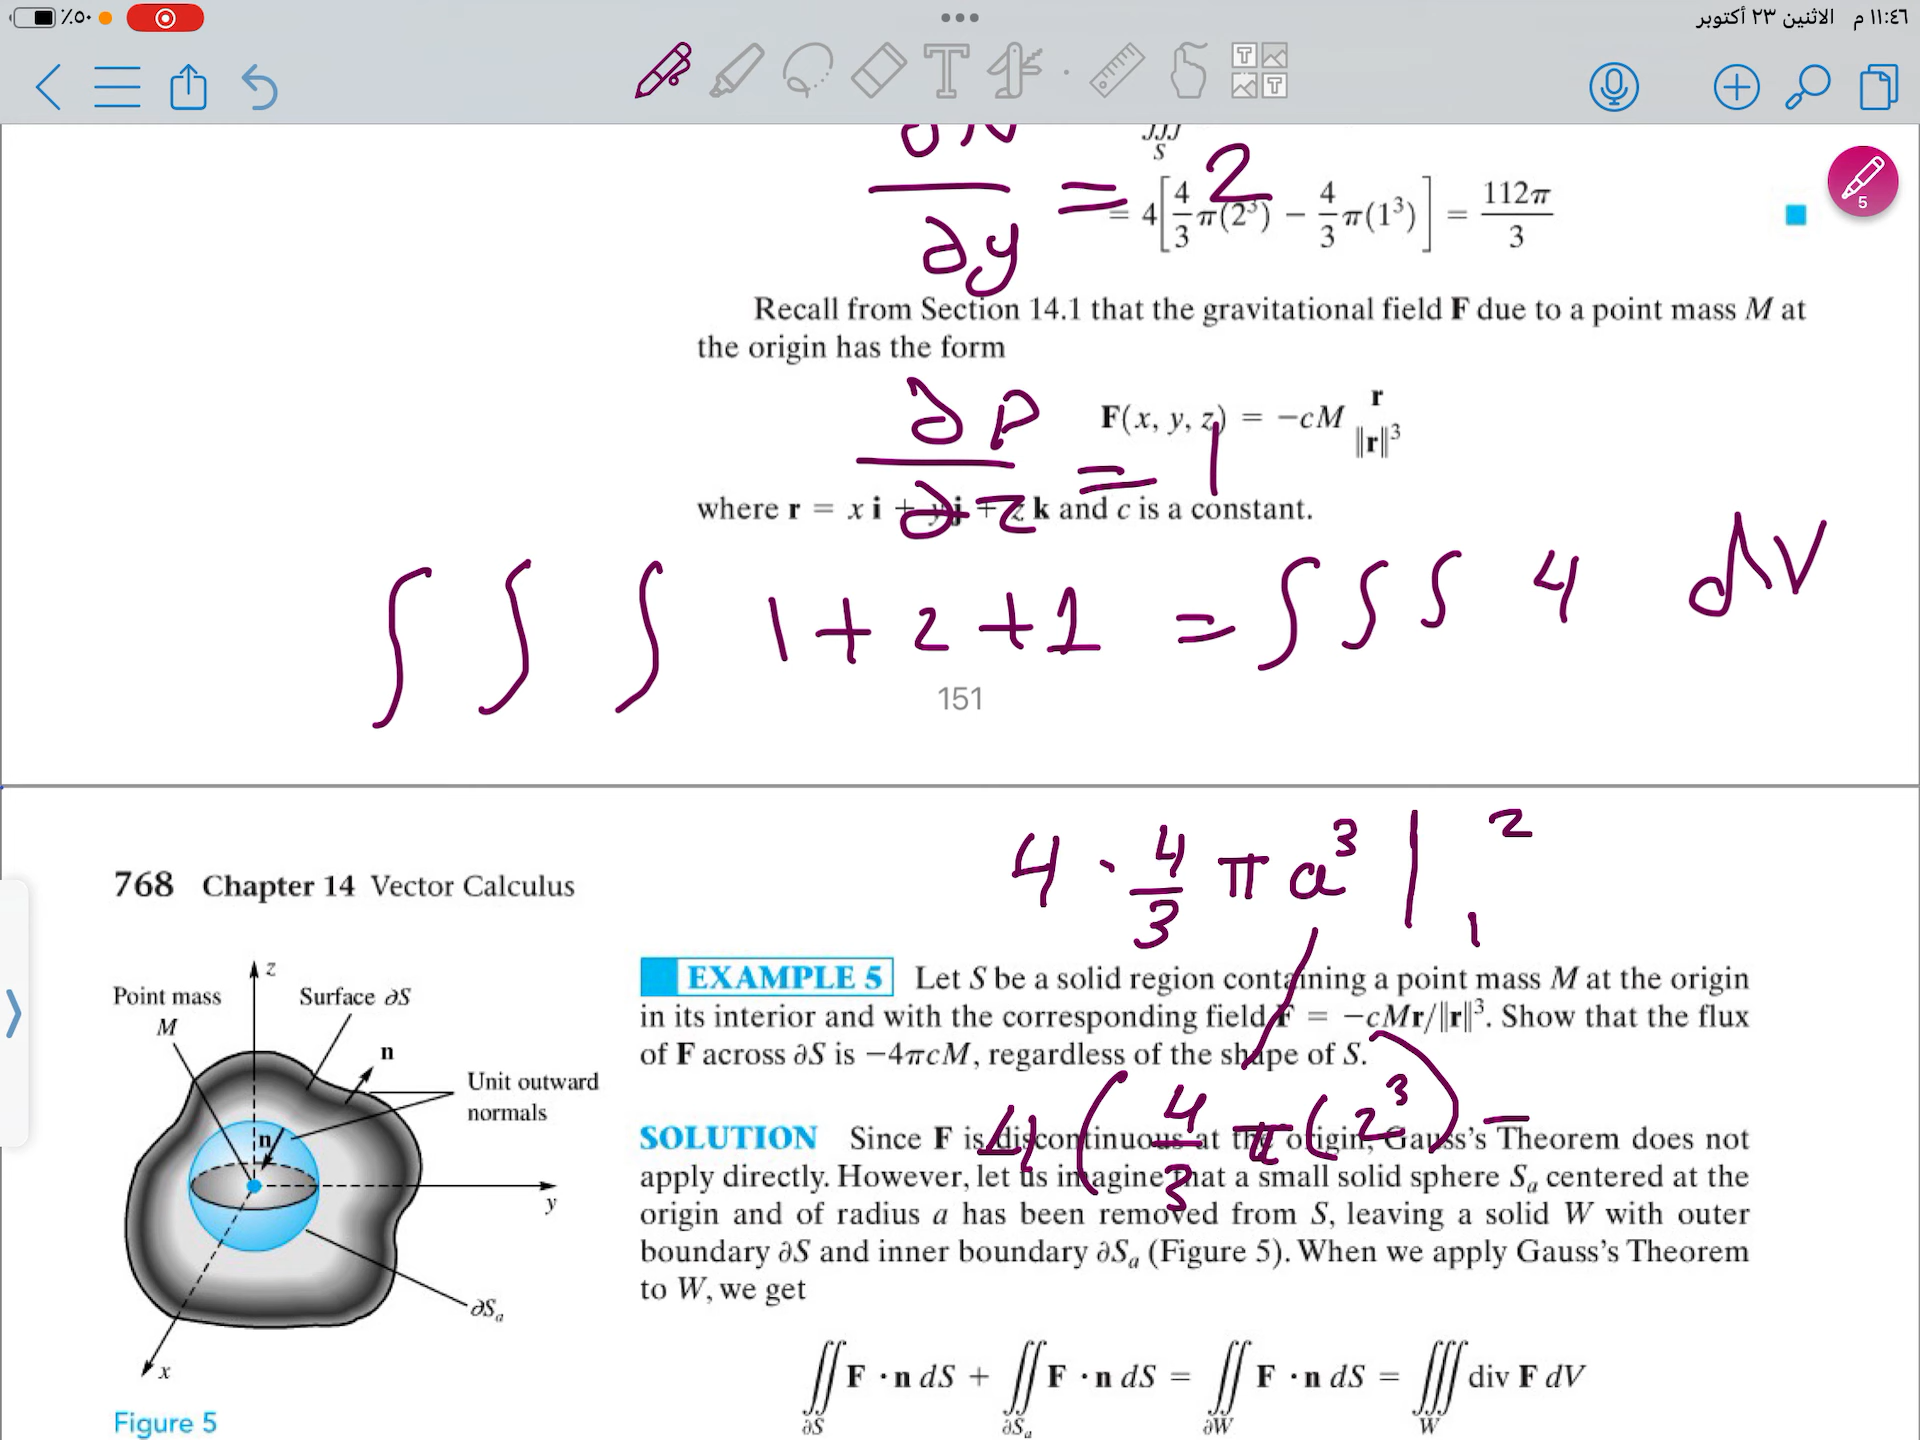 ٪٥٠
١١:٤٦ م الاثنين ٢٣ أكتوبر
5
∂N/∂y = 2
∭_S
= 4[4/3 π(2³) − 4/3 π(1³)] = 112π/3
Recall from Section 14.1 that the gravitational field F due to a point mass M at
the origin has the form
∂P/∂z = 1
F(x, y, z) = −cM r/‖r‖³
where r = x i + y j + z k and c is a constant.
∫ ∫ ∫ 1 + 2 + 1 = ∫ ∫ ∫ 4 dV
151
4 · 4/3 π a³ |₁²
768 Chapter 14 Vector Calculus
EXAMPLE 5 Let S be a solid region containing a point mass M at the origin
in its interior and with the corresponding field F = −cMr/‖r‖³. Show that the flux
of F across ∂S is −4πcM, regardless of the shape of S.
4(4/3 π(2³) −
SOLUTION Since F is discontinuous at the origin, Gauss's Theorem does not
apply directly. However, let us imagine that a small solid sphere Sₐ centered at the
origin and of radius a has been removed from S, leaving a solid W with outer
boundary ∂S and inner boundary ∂Sₐ (Figure 5). When we apply Gauss's Theorem
to W, we get
∬_∂S F · n dS + ∬_∂Sₐ F · n dS = ∬_∂W F · n dS = ∭_W div F dV
z
Point mass
M
Surface ∂S
n
Unit outward
normals
n
y
∂Sₐ
x
Figure 5